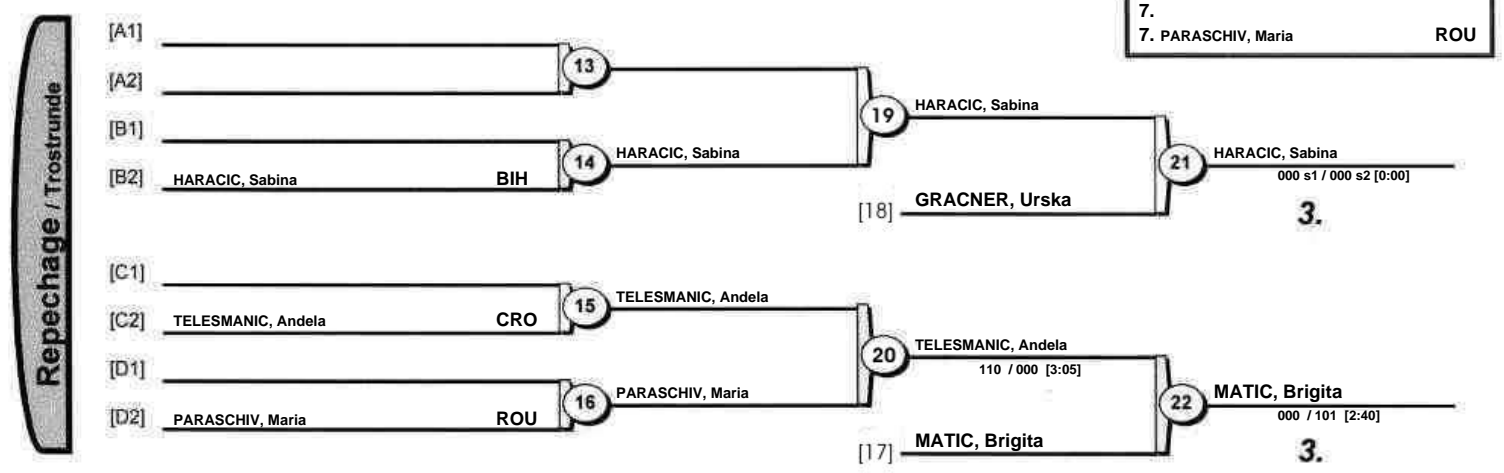 7.
7. PARASCHIV, Maria ROU
Repechage / Trostrunde
[A1]
13
[A2]
[B1]
19 HARACIC, Sabina
14 HARACIC, Sabina
21 HARACIC, Sabina
000 s1 / 000 s2 [0:00]
[B2] HARACIC, Sabina BIH
[18] GRACNER, Urska
3.
[C1]
15 TELESMANIC, Andela
[C2] TELESMANIC, Andela CRO
20 TELESMANIC, Andela
110 / 000 [3:05]
[D1]
16 PARASCHIV, Maria
22 MATIC, Brigita
000 / 101 [2:40]
[D2] PARASCHIV, Maria ROU
[17] MATIC, Brigita
3.